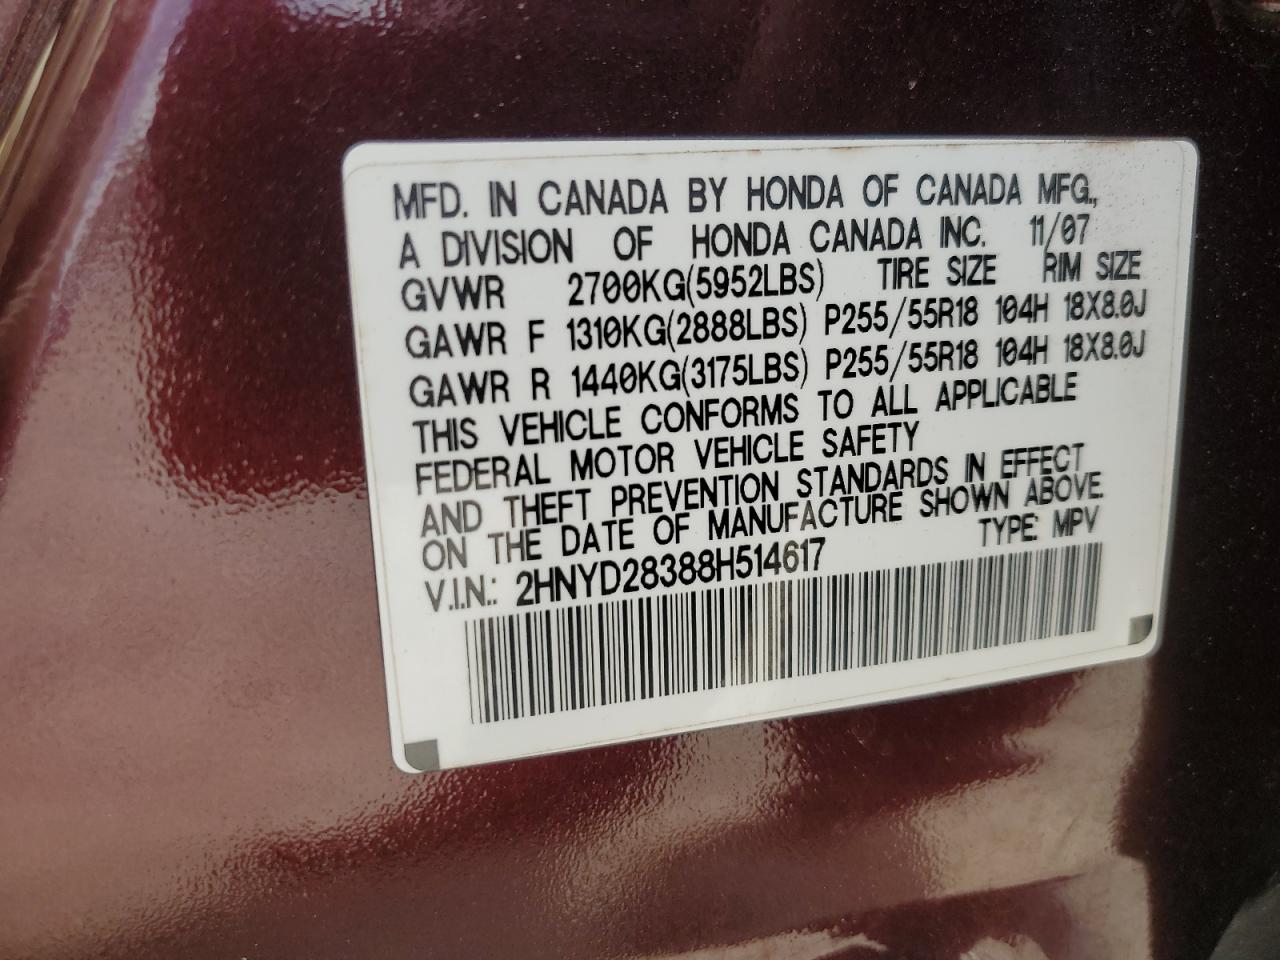 MFD. IN CANADA BY HONDA OF CANADA MFG.,
A DIVISION OF HONDA CANADA INC. 11/07
GVWR 2700KG(5952LBS) TIRE SIZE RIM SIZE
GAWR F 1310KG(2888LBS) P255/55R18 104H 18X8.0J
GAWR R 1440KG(3175LBS) P255/55R18 104H 18X8.0J
THIS VEHICLE CONFORMS TO ALL APPLICABLE
FEDERAL MOTOR VEHICLE SAFETY
AND THEFT PREVENTION STANDARDS IN EFFECT
ON THE DATE OF MANUFACTURE SHOWN ABOVE.
V.I.N.: 2HNYD28388H514617 TYPE: MPV